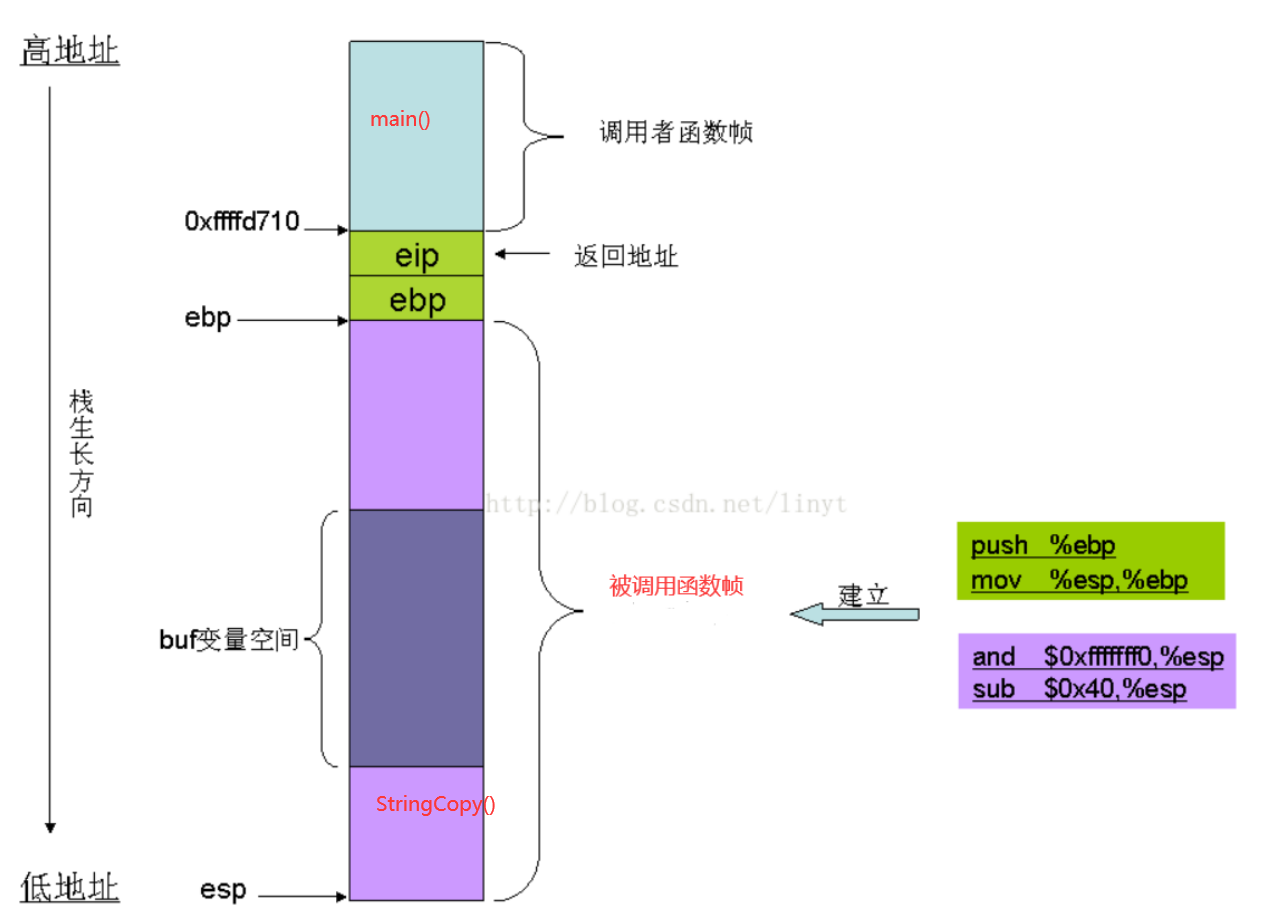 高地址
main()
调用者函数帧
0xffffd710
eip
返回地址
ebp
ebp
栈生长方向
http://blog.csdn.net/linyt
push %ebp
mov %esp,%ebp
被调用函数帧
建立
buf变量空间
and $0xfffffff0,%esp
sub $0x40,%esp
StringCopy()
低地址
esp